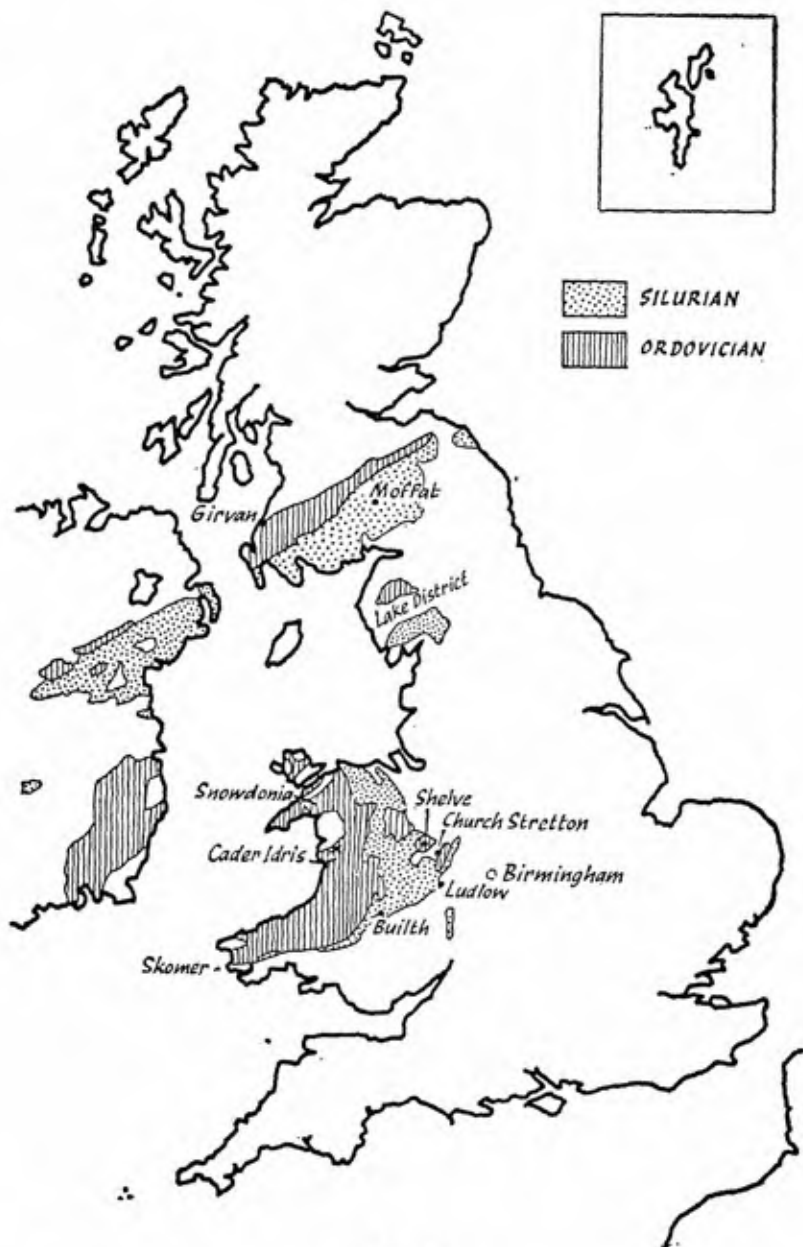 SILURIAN
ORDOVICIAN
Moffat
Girvan
Lake District
Snowdonia
Shelve
Church Stretton
Cader Idris
Birmingham
Ludlow
Builth
Skomer